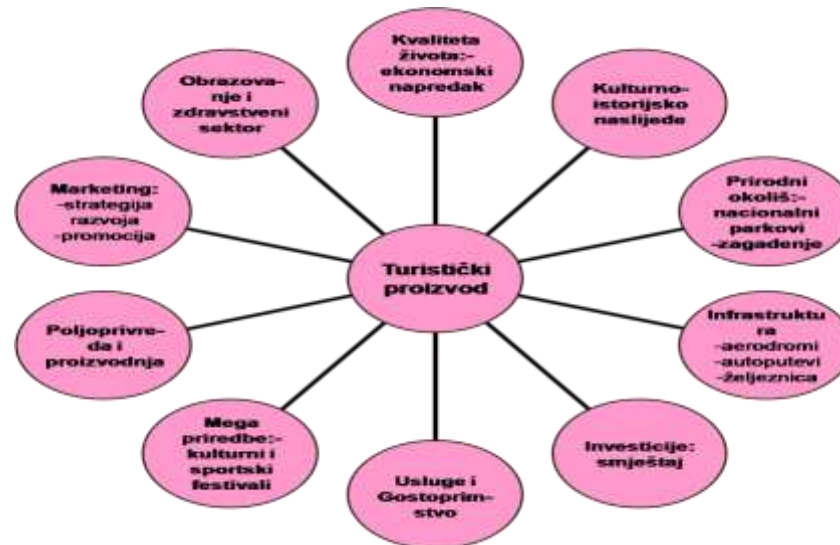 Kvaliteta
života:-
ekonomski
napredak
Kulturno-
istorijsko
naslijeđe
Prirodni
okoliš:-
nacionalni
parkovi
-zagađenje
Infrastruktu
ra
-aerodromi
-autoputevi
-željeznica
Investicije:
smještaj
Usluge i
Gostoprim-
stvo
Mega
priredbe:-
kulturni i
sportski
festivali
Poljoprivre-
da i
proizvodnja
Marketing:
-strategija
razvoja
-promocija
Obrazova-
nje i
zdravstveni
sektor
Turistički
proizvod